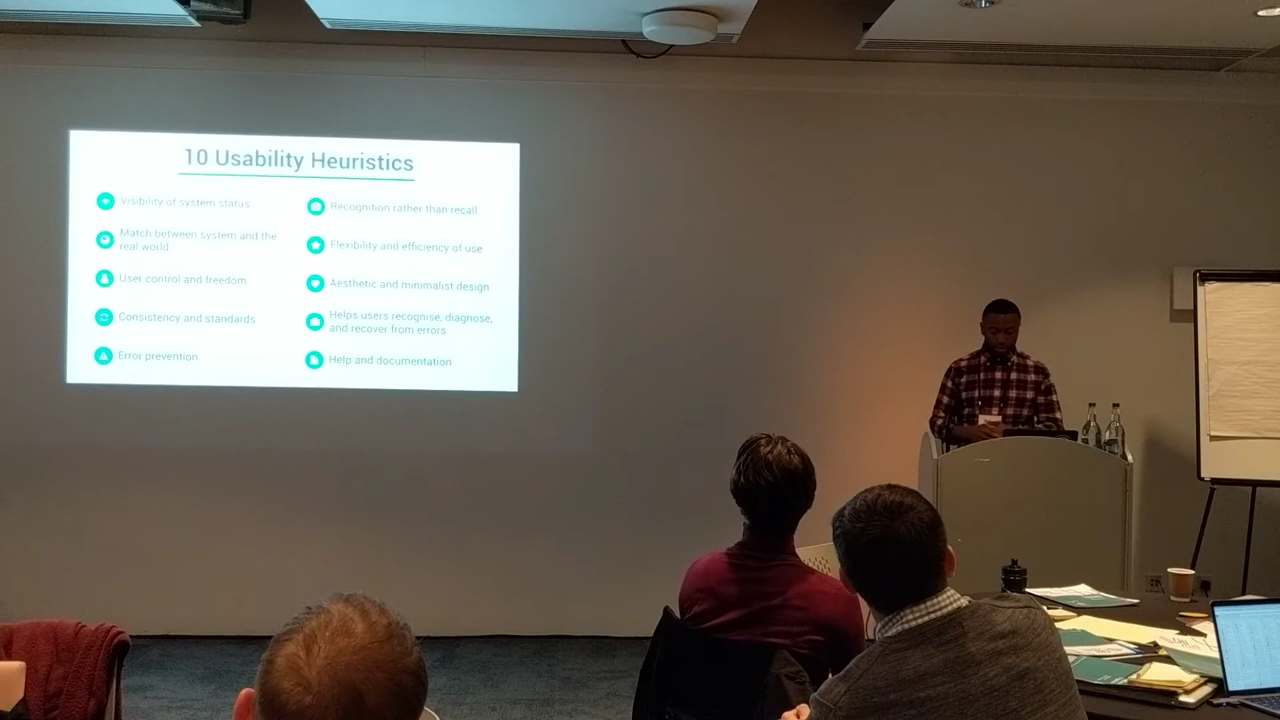 10 Usability Heuristics
Visibility of system status
Match between system and the
real world
User control and freedom
Consistency and standards
Error prevention
Recognition rather than recall
Flexibility and efficiency of use
Aesthetic and minimalist design
Helps users recognise, diagnose,
and recover from errors
Help and documentation